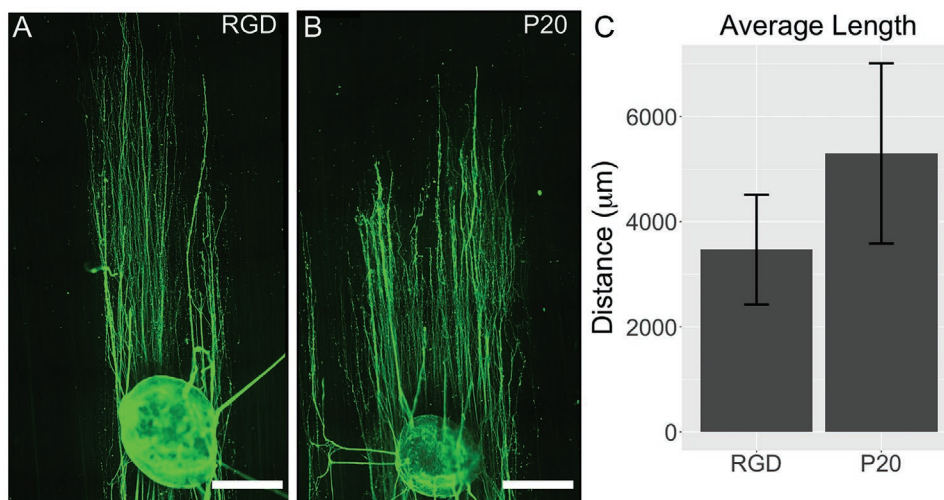 A
RGD
B
P20
C
Average Length
Distance (μm)
6000
4000
2000
0
RGD
P20